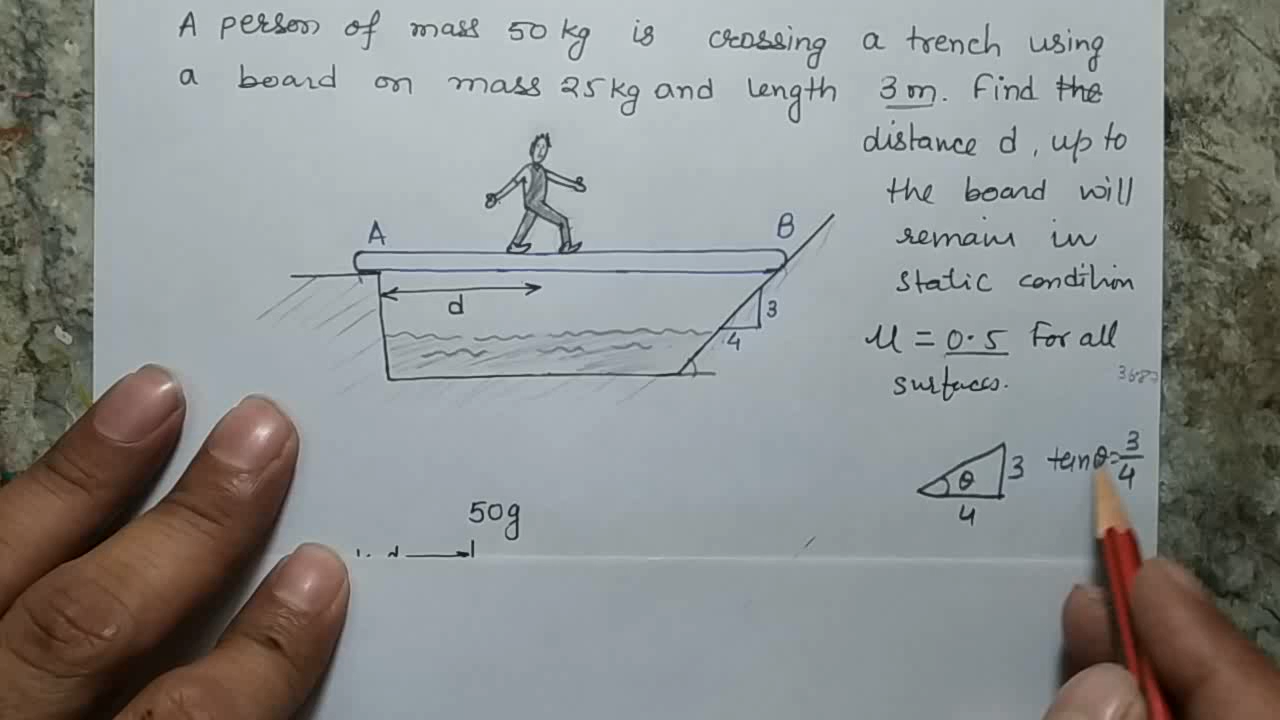 A person of mass 50 kg is crossing a trench using
a board on mass 25 kg and length 3 m. Find the
distance d, up to
the board will
remain in
static condition
μ = 0.5 For all
surfaces.
A
B
d
3
4
θ
3
4
tanθ = 3/4
50g
d